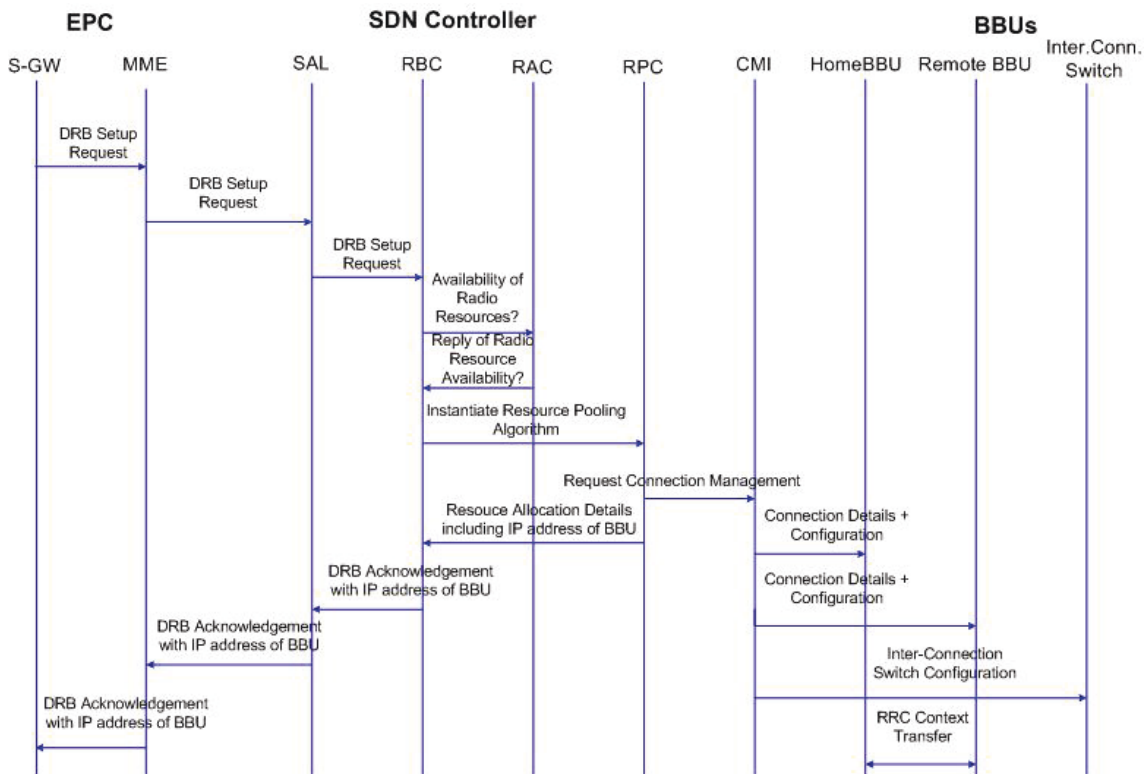 EPC
SDN Controller
BBUs
S-GW
MME
SAL
RBC
RAC
RPC
CMI
HomeBBU
Remote BBU
Inter.Conn.
Switch
DRB Setup
Request
DRB Setup
Request
DRB Setup
Request
Availability of
Radio
Resources?
Reply of Radio
Resource
Availability?
Instantiate Resource Pooling
Algorithm
Request Connection Management
Resouce Allocation Details
including IP address of BBU
Connection Details +
Configuration
DRB Acknowledgement
with IP address of BBU
Connection Details +
Configuration
DRB Acknowledgement
with IP address of BBU
Inter-Connection
Switch Configuration
DRB Acknowledgement
with IP address of BBU
RRC Context
Transfer